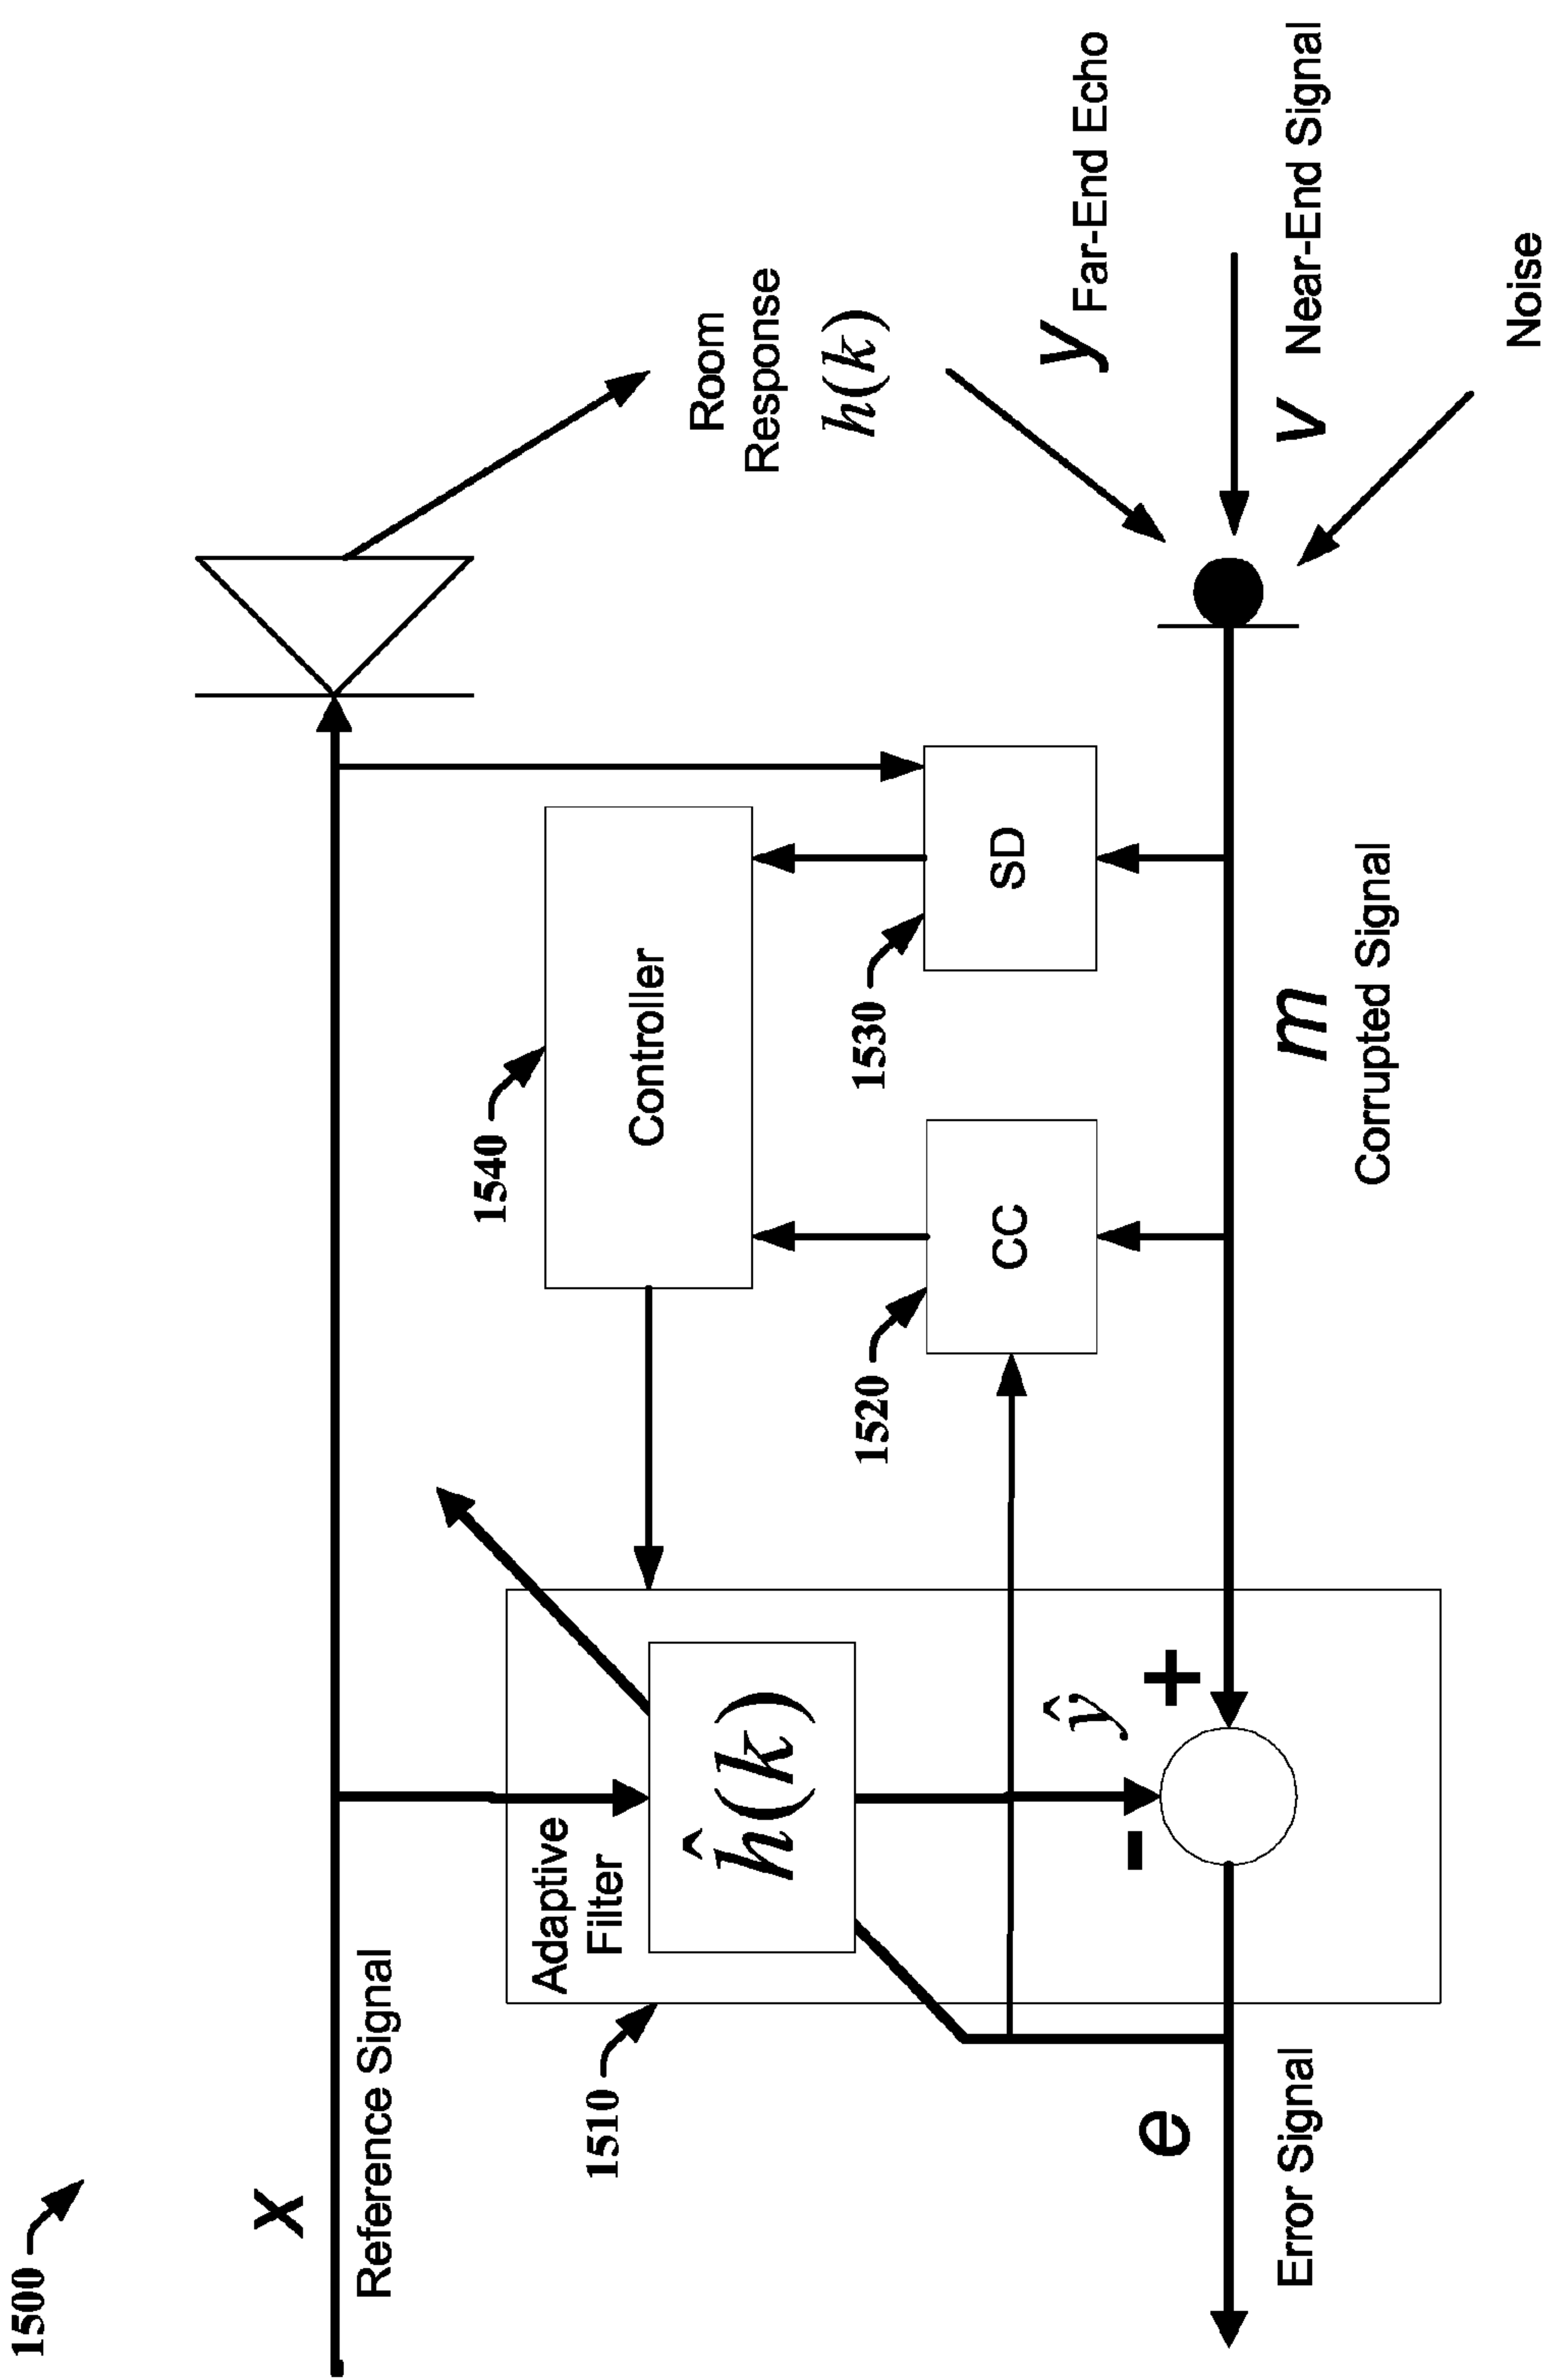 1500
x
Reference Signal
1510
Adaptive
Filter
ĥ(k)
ŷ
+
-
e
Error Signal
1540
Controller
1520
CC
1530
SD
m
Corrupted Signal
Room
Response
h(k)
y Far-End Echo
v Near-End Signal
Noise